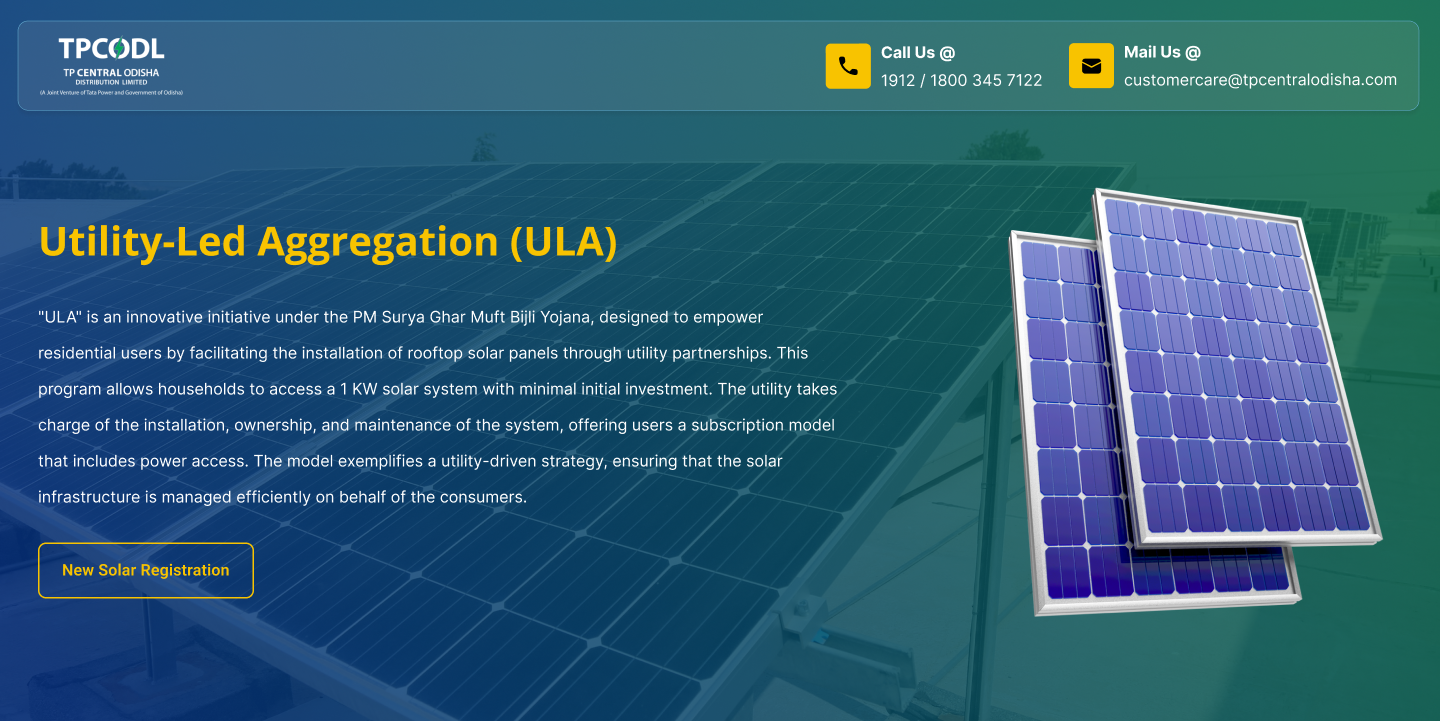 TPCODL
TP CENTRAL ODISHA
DISTRIBUTION LIMITED
(A Joint Venture of Tata Power and Government of Odisha)
Call Us @
1912 / 1800 345 7122
Mail Us @
customercare@tpcentralodisha.com
Utility-Led Aggregation (ULA)
"ULA" is an innovative initiative under the PM Surya Ghar Muft Bijli Yojana, designed to empower
residential users by facilitating the installation of rooftop solar panels through utility partnerships. This
program allows households to access a 1 KW solar system with minimal initial investment. The utility takes
charge of the installation, ownership, and maintenance of the system, offering users a subscription model
that includes power access. The model exemplifies a utility-driven strategy, ensuring that the solar
infrastructure is managed efficiently on behalf of the consumers.
New Solar Registration